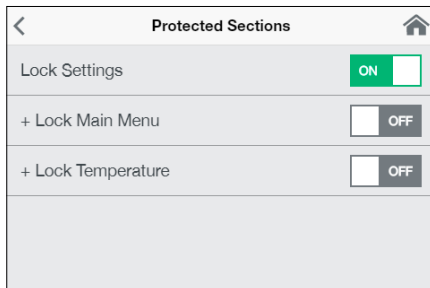 Protected Sections
Lock Settings ON
+ Lock Main Menu OFF
+ Lock Temperature OFF